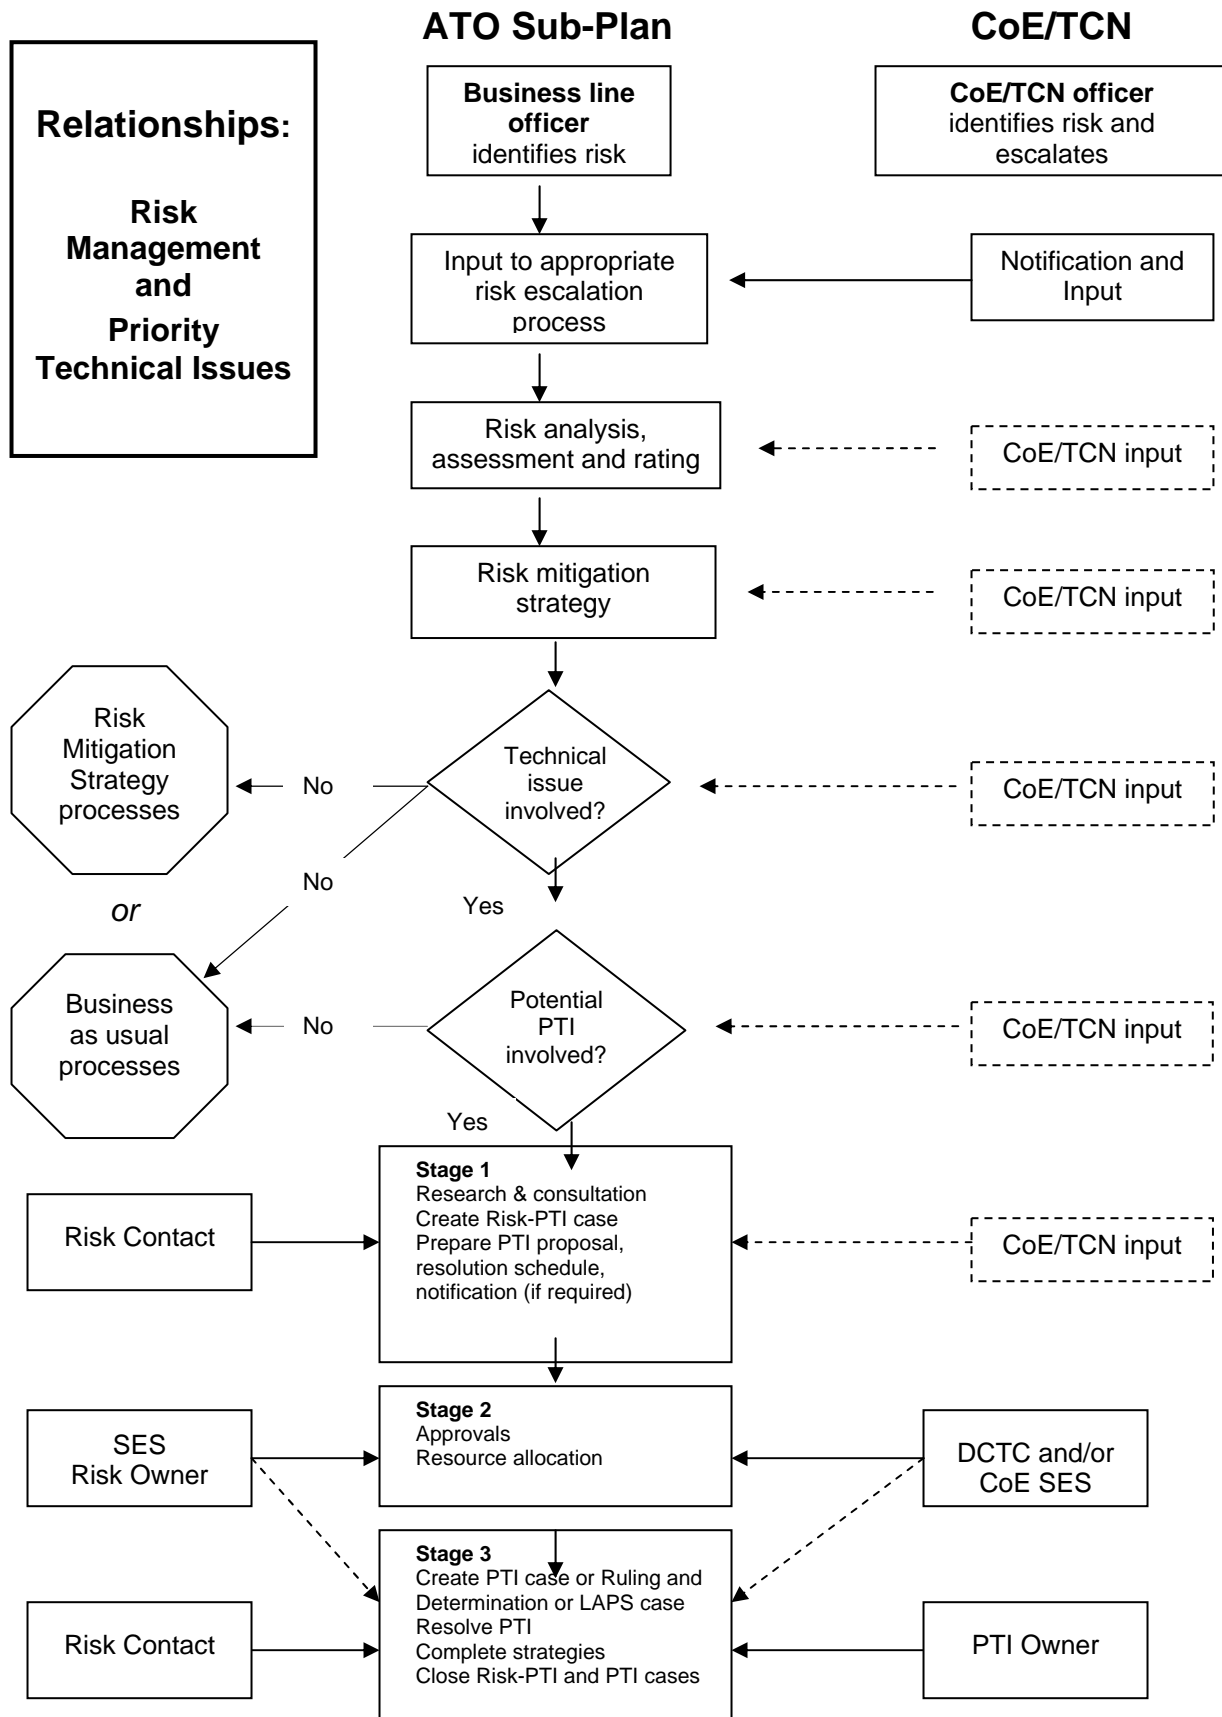 ATO Sub-Plan
CoE/TCN
Relationships:
Risk
Management
and
Priority
Technical Issues
Business line
officer
identifies risk
CoE/TCN officer
identifies risk and
escalates
Input to appropriate
risk escalation
process
Notification and
Input
Risk analysis,
assessment and rating
CoE/TCN input
Risk mitigation
strategy
CoE/TCN input
Risk
Mitigation
Strategy
processes
No
Technical
issue
involved?
CoE/TCN input
No
or
Yes
Business
as usual
processes
No
Potential
PTI
involved?
CoE/TCN input
Yes
Risk Contact
Stage 1
Research & consultation
Create Risk-PTI case
Prepare PTI proposal,
resolution schedule,
notification (if required)
CoE/TCN input
SES
Risk Owner
Stage 2
Approvals
Resource allocation
DCTC and/or
CoE SES
Risk Contact
Stage 3
Create PTI case or Ruling and
Determination or LAPS case
Resolve PTI
Complete strategies
Close Risk-PTI and PTI cases
PTI Owner